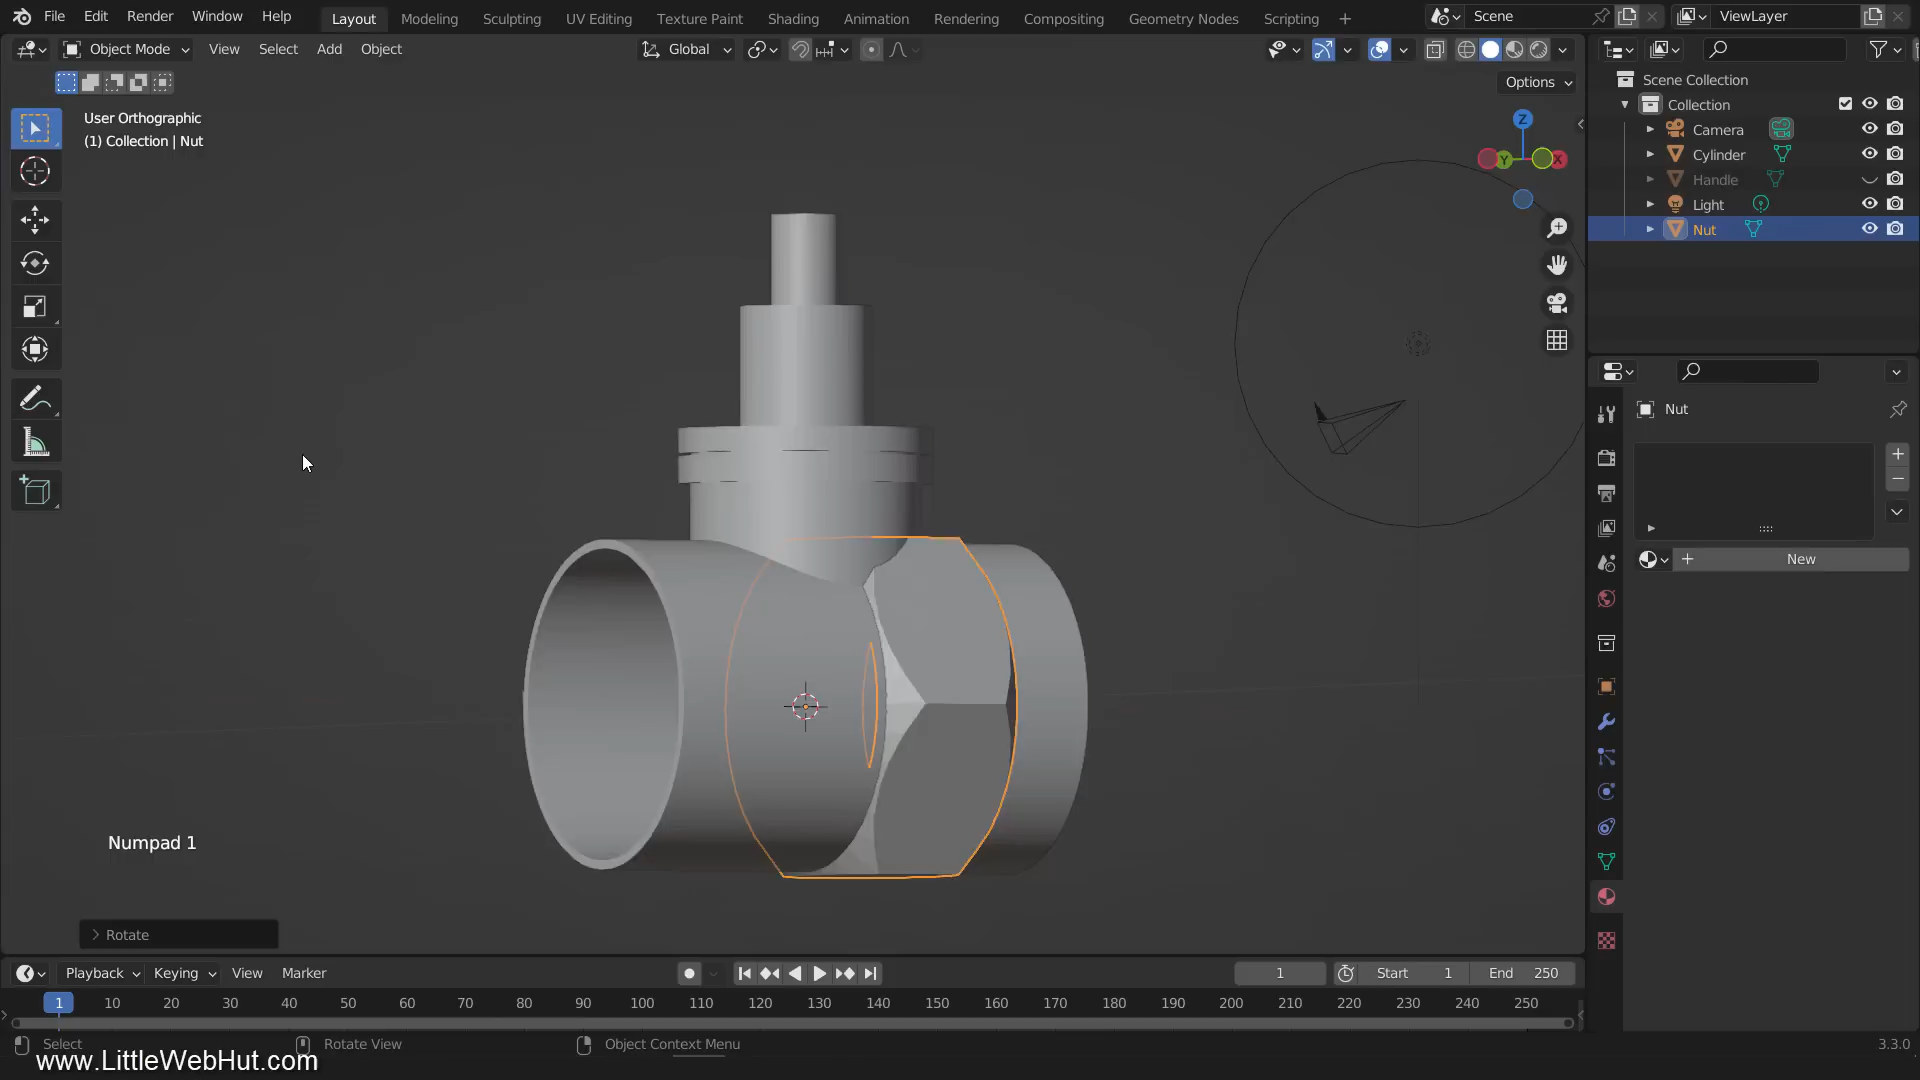 File Edit Render Window Help Layout Modeling Sculpting UV Editing Texture Paint Shading Animation Rendering Compositing Geometry Nodes Scripting Scene ViewLayer
Object Mode View Select Add Object Global
Options
User Orthographic
(1) Collection | Nut
Z
Y
X
Scene Collection
Collection
Camera
Cylinder
Handle
Light
Nut
Nut
New
Numpad 1
Rotate
Playback Keying View Marker 1 Start 1 End 250
1 10 20 30 40 50 60 70 80 90 100 110 120 130 140 150 160 170 180 190 200 210 220 230 240 250
Select Rotate View Object Context Menu 3.3.0
www.LittleWebHut.com